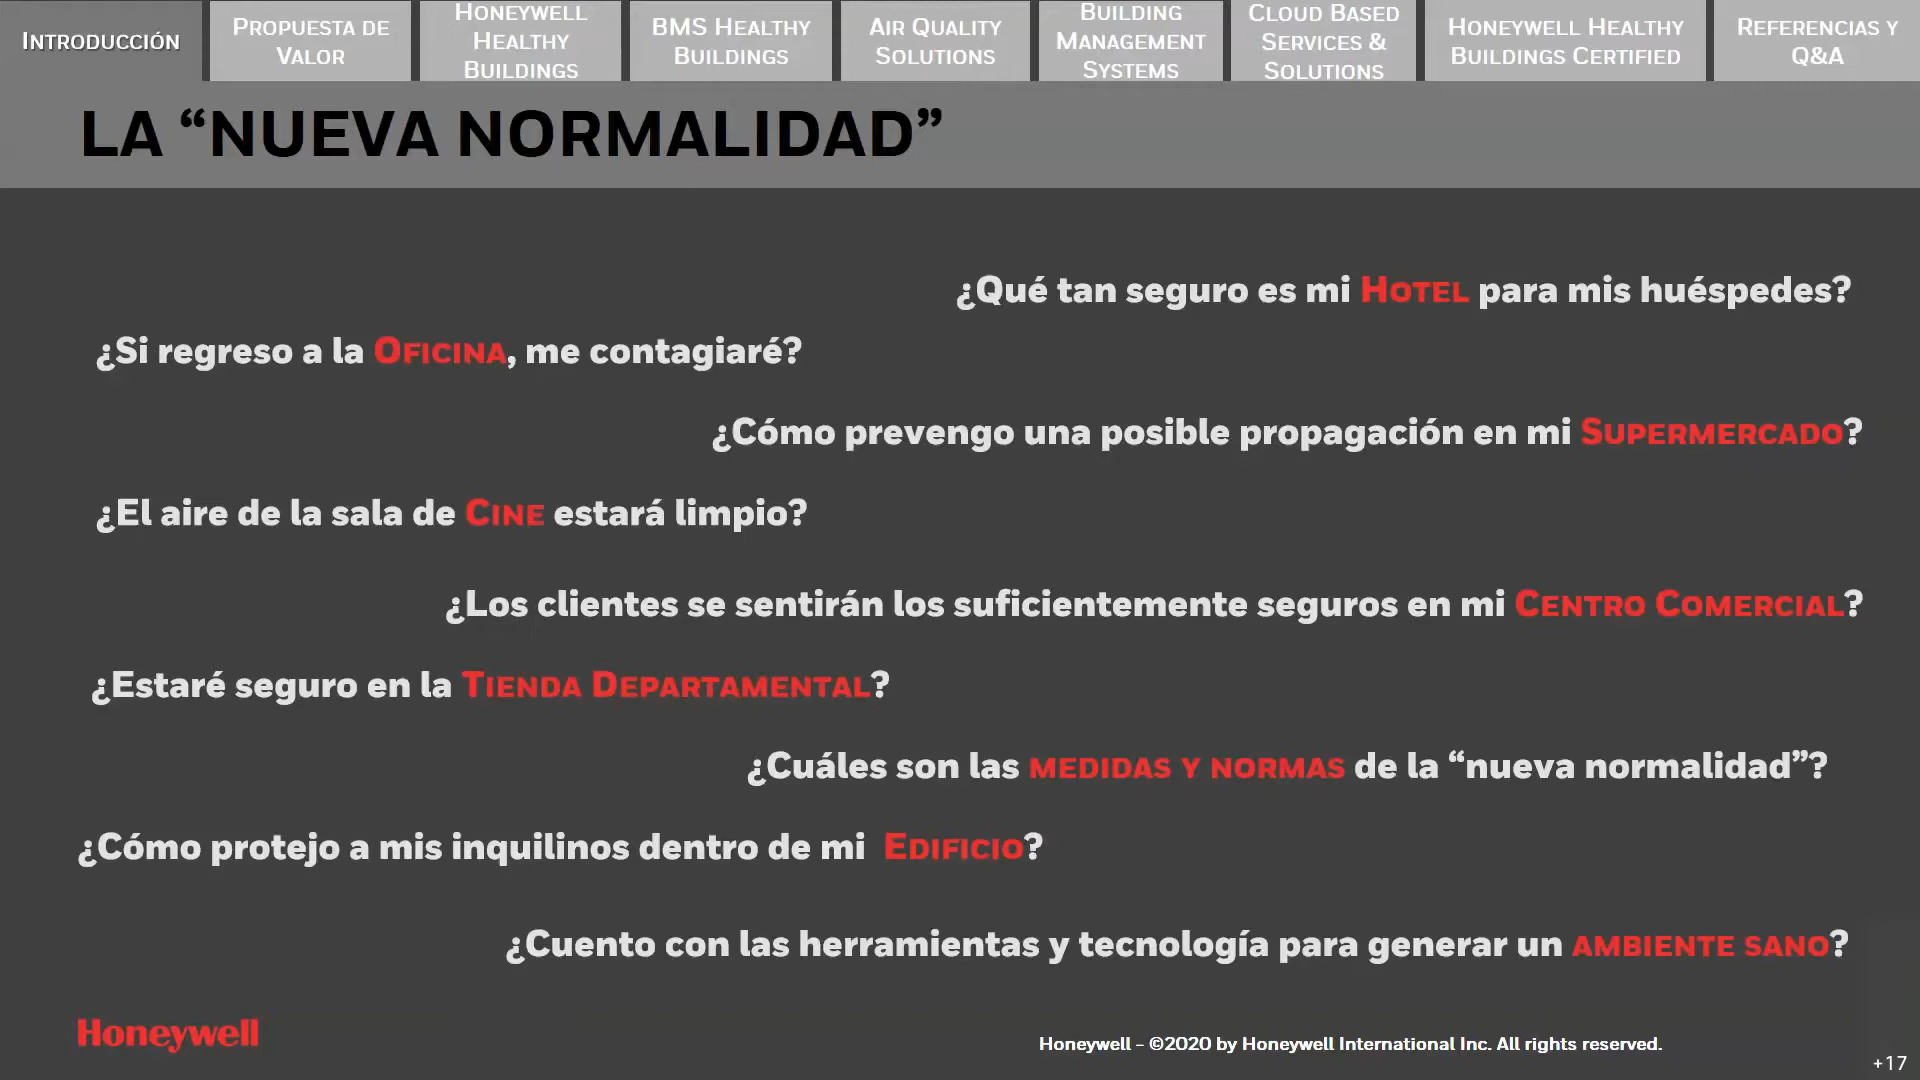 INTRODUCCIÓN
PROPUESTA DE
VALOR
HONEYWELL
HEALTHY
BUILDINGS
BMS HEALTHY
BUILDINGS
AIR QUALITY
SOLUTIONS
BUILDING
MANAGEMENT
SYSTEMS
CLOUD BASED
SERVICES &
SOLUTIONS
HONEYWELL HEALTHY
BUILDINGS CERTIFIED
REFERENCIAS Y
Q&A
LA “NUEVA NORMALIDAD”
¿Qué tan seguro es mi HOTEL para mis huéspedes?
¿Si regreso a la OFICINA, me contagiaré?
¿Cómo prevengo una posible propagación en mi SUPERMERCADO?
¿El aire de la sala de CINE estará limpio?
¿Los clientes se sentirán los suficientemente seguros en mi CENTRO COMERCIAL?
¿Estaré seguro en la TIENDA DEPARTAMENTAL?
¿Cuáles son las MEDIDAS Y NORMAS de la “nueva normalidad”?
¿Cómo protejo a mis inquilinos dentro de mi EDIFICIO?
¿Cuento con las herramientas y tecnología para generar un AMBIENTE SANO?
Honeywell
Honeywell - ©2020 by Honeywell International Inc. All rights reserved.
+17